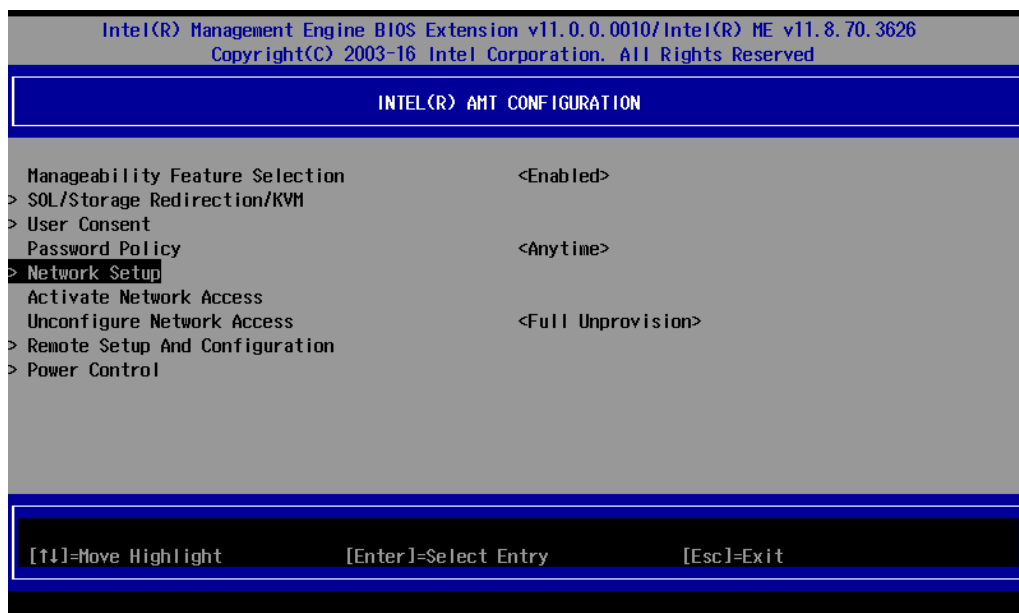 Intel(R) Management Engine BIOS Extension v11.0.0.0010/Intel(R) ME v11.8.70.3626
Copyright(C) 2003-16 Intel Corporation. All Rights Reserved
INTEL(R) AMT CONFIGURATION
Manageability Feature Selection <Enabled>
> SOL/Storage Redirection/KVM
> User Consent
Password Policy <Anytime>
> Network Setup
Activate Network Access
Unconfigure Network Access <Full Unprovision>
> Remote Setup And Configuration
> Power Control
[↑↓]=Move Highlight [Enter]=Select Entry [Esc]=Exit